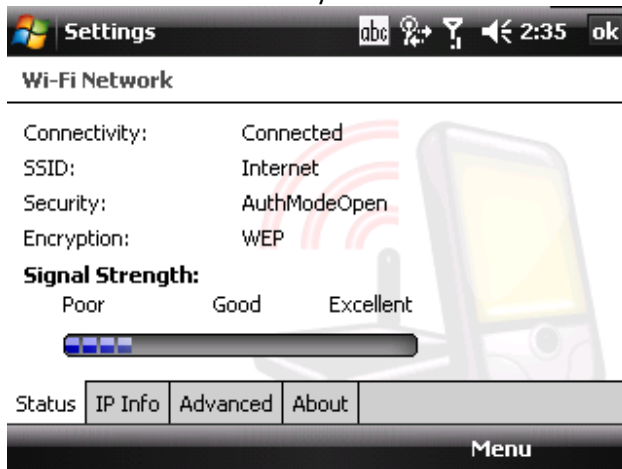 Settings abc 2:35 ok
Wi-Fi Network
Connectivity: Connected
SSID: Internet
Security: AuthModeOpen
Encryption: WEP
Signal Strength:
Poor Good Excellent
Status IP Info Advanced About
Menu